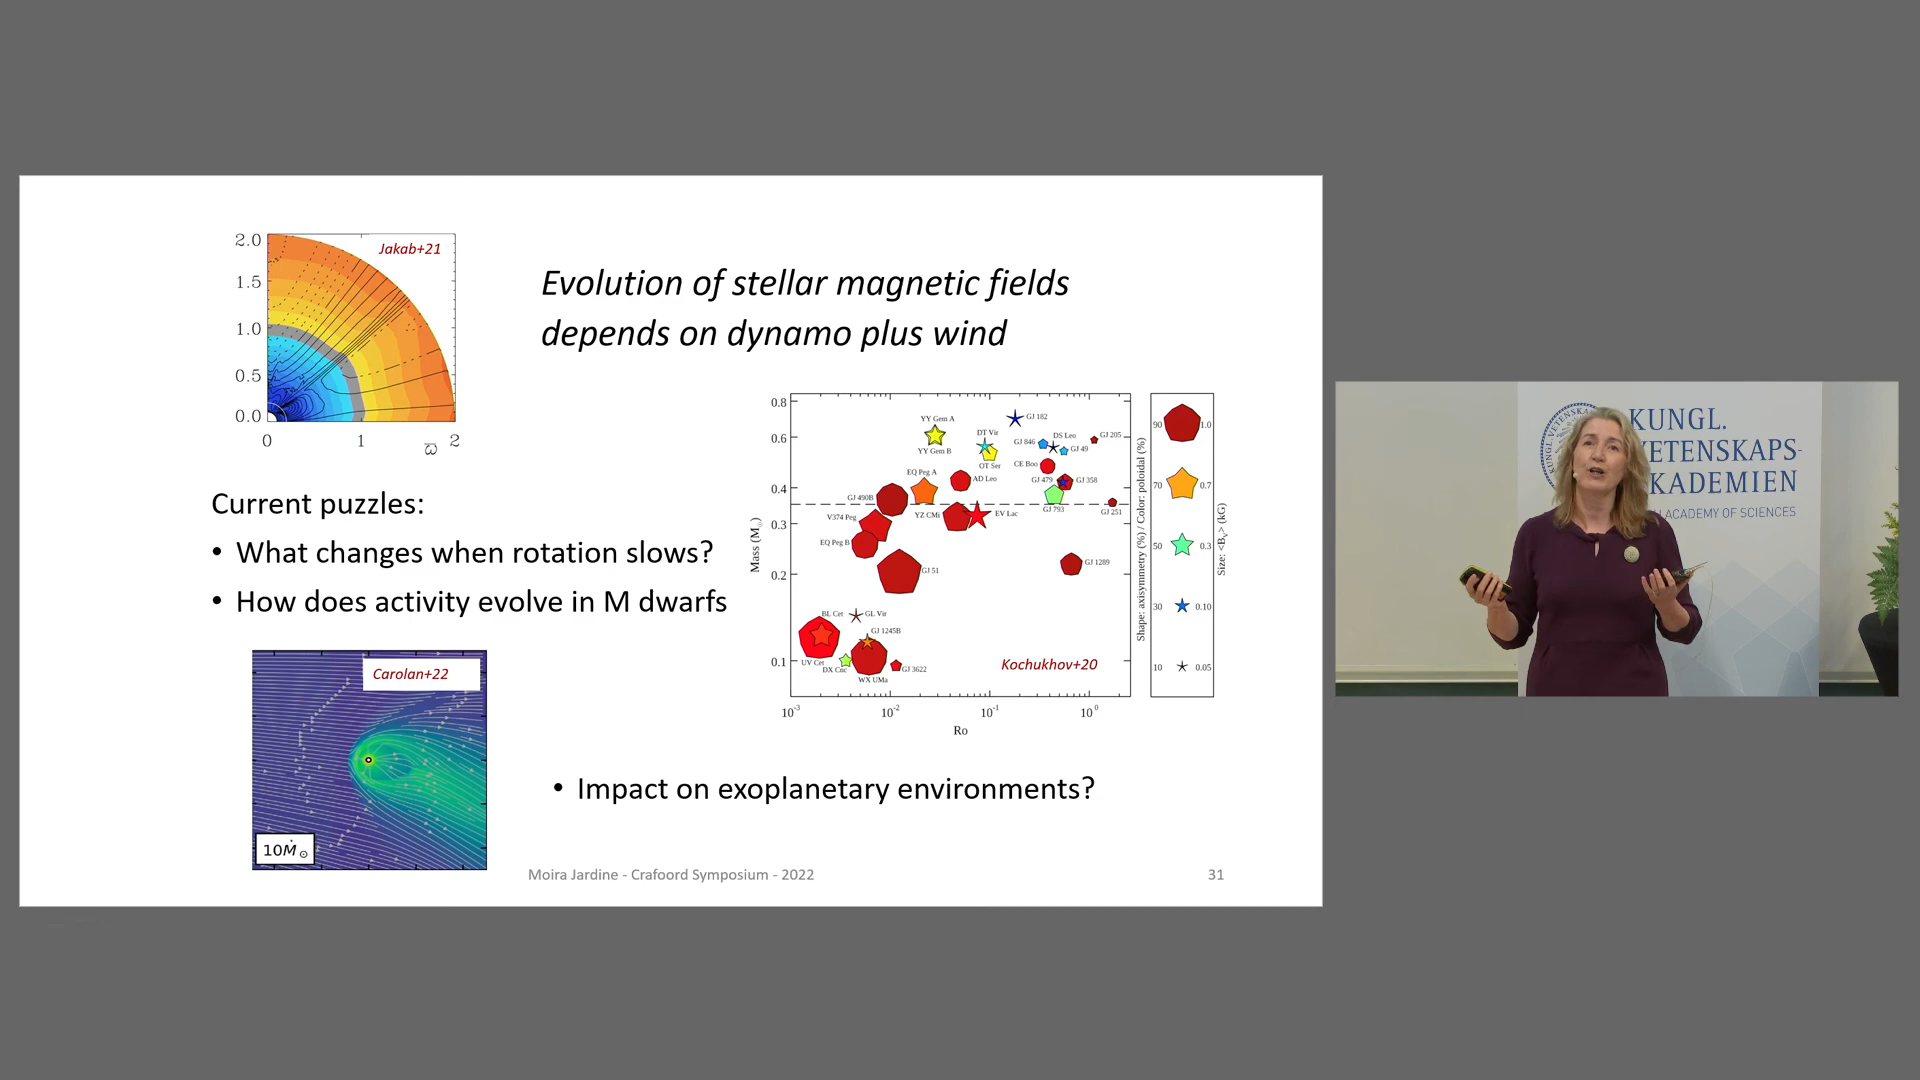 2.0
1.5
1.0
0.5
0.0
0
1
2
ϖ
Jakab+21
Evolution of stellar magnetic fields
depends on dynamo plus wind
Current puzzles:
• What changes when rotation slows?
• How does activity evolve in M dwarfs
Carolan+22
10Ṁ☉
0.8
0.6
0.4
0.3
0.2
0.1
Mass (M☉)
10⁻³
10⁻²
10⁻¹
10⁰
Ro
YY Gem A
YY Gem B
GJ 182
DT Vir
OT Ser
GJ 846
DS Leo
GJ 49
GJ 205
CE Boo
EQ Peg A
AD Leo
GJ 479
GJ 358
GJ 490B
GJ 793
GJ 251
V374 Peg
YZ CMi
EV Lac
EQ Peg B
GJ 51
GJ 1289
BL Cet
GL Vir
GJ 1245B
UV Cet
DX Cnc
GJ 3622
WX UMa
Kochukhov+20
Shape: axisymmetry (%) / Color: poloidal (%)
90 1.0
70 0.7
50 0.3
30 0.10
10 0.05
Size: <B_V> (kG)
• Impact on exoplanetary environments?
Moira Jardine - Crafoord Symposium - 2022
31
KUNGL.
VETENSKAPS-
AKADEMIEN
ACADEMY OF SCIENCES